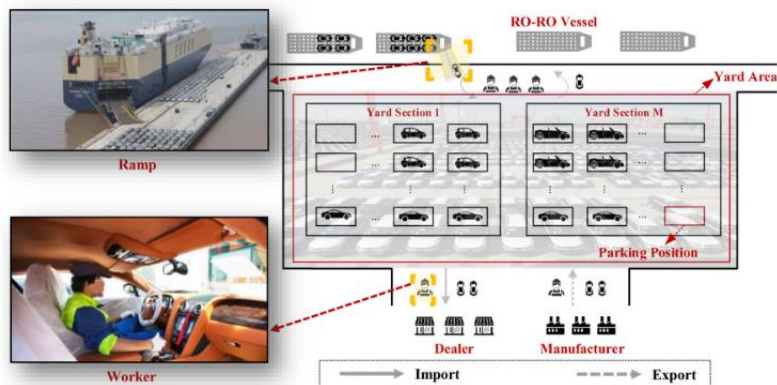 RO-RO Vessel
Yard Area
Ramp
Yard Section 1
Yard Section M
...
...
...
...
Parking Position
Worker
Dealer
Manufacturer
Import
Export